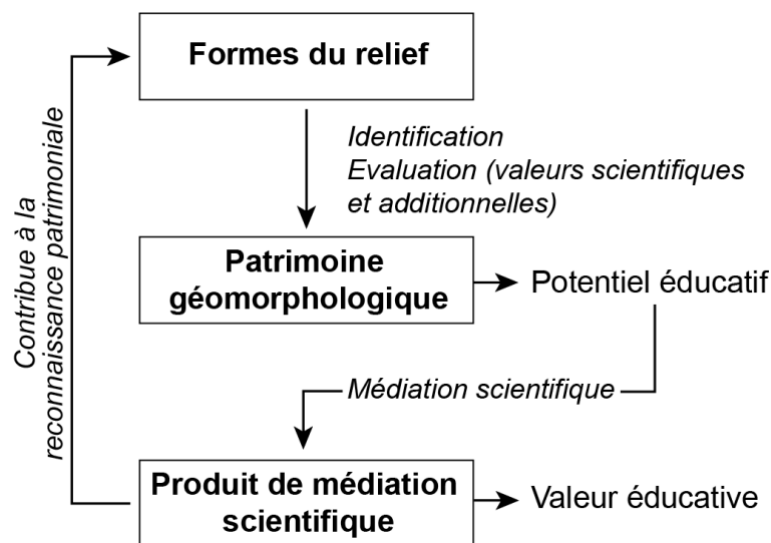 Formes du relief
Identification
Evaluation (valeurs scientifiques
et additionnelles)
Contribue à la
reconnaissance patrimoniale
Patrimoine
géomorphologique
Potentiel éducatif
Médiation scientifique
Produit de médiation
scientifique
Valeur éducative